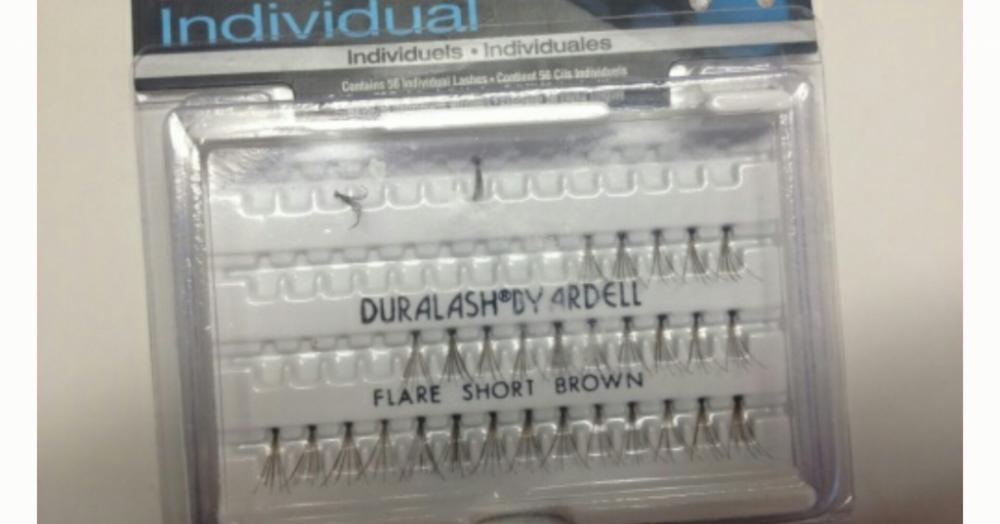 Individual
Individuels • Individuales
Contains 56 Individual Lashes • Contient 56 Cils Individuels
DURALASH® BY ARDELL
FLARE SHORT BROWN